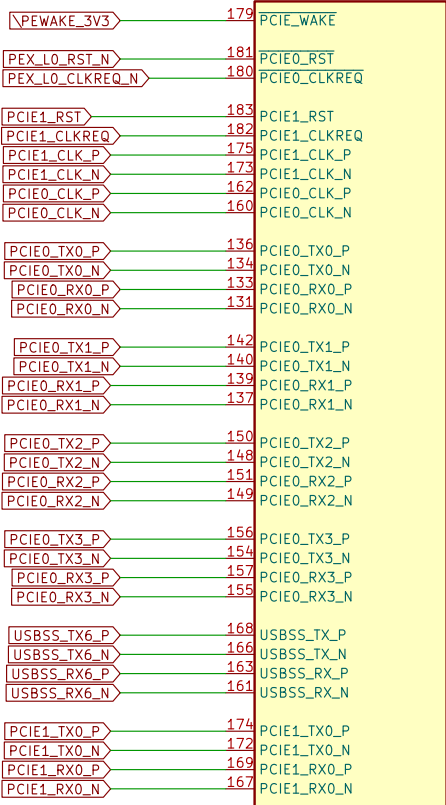 \PEWAKE_3V3 179 PCIE_WAKE
PEX_L0_RST_N 181 PCIE0_RST
PEX_L0_CLKREQ_N 180 PCIE0_CLKREQ
PCIE1_RST 183 PCIE1_RST
PCIE1_CLKREQ 182 PCIE1_CLKREQ
PCIE1_CLK_P 175 PCIE1_CLK_P
PCIE1_CLK_N 173 PCIE1_CLK_N
PCIE0_CLK_P 162 PCIE0_CLK_P
PCIE0_CLK_N 160 PCIE0_CLK_N
PCIE0_TX0_P 136 PCIE0_TX0_P
PCIE0_TX0_N 134 PCIE0_TX0_N
PCIE0_RX0_P 133 PCIE0_RX0_P
PCIE0_RX0_N 131 PCIE0_RX0_N
PCIE0_TX1_P 142 PCIE0_TX1_P
PCIE0_TX1_N 140 PCIE0_TX1_N
PCIE0_RX1_P 139 PCIE0_RX1_P
PCIE0_RX1_N 137 PCIE0_RX1_N
PCIE0_TX2_P 150 PCIE0_TX2_P
PCIE0_TX2_N 148 PCIE0_TX2_N
PCIE0_RX2_P 151 PCIE0_RX2_P
PCIE0_RX2_N 149 PCIE0_RX2_N
PCIE0_TX3_P 156 PCIE0_TX3_P
PCIE0_TX3_N 154 PCIE0_TX3_N
PCIE0_RX3_P 157 PCIE0_RX3_P
PCIE0_RX3_N 155 PCIE0_RX3_N
USBSS_TX6_P 168 USBSS_TX_P
USBSS_TX6_N 166 USBSS_TX_N
USBSS_RX6_P 163 USBSS_RX_P
USBSS_RX6_N 161 USBSS_RX_N
PCIE1_TX0_P 174 PCIE1_TX0_P
PCIE1_TX0_N 172 PCIE1_TX0_N
PCIE1_RX0_P 169 PCIE1_RX0_P
PCIE1_RX0_N 167 PCIE1_RX0_N